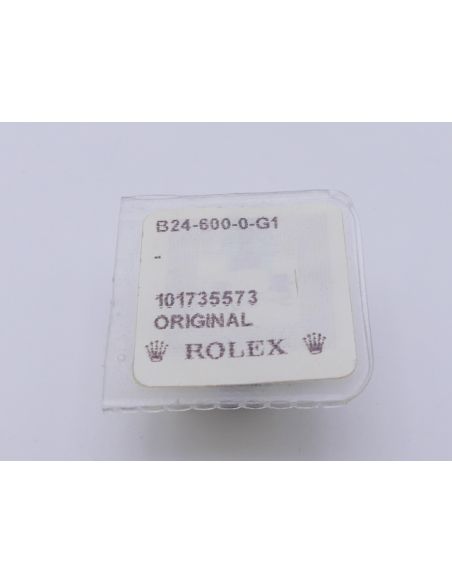 B24-600-0-G1
-
101735573
ORIGINAL
ROLEX